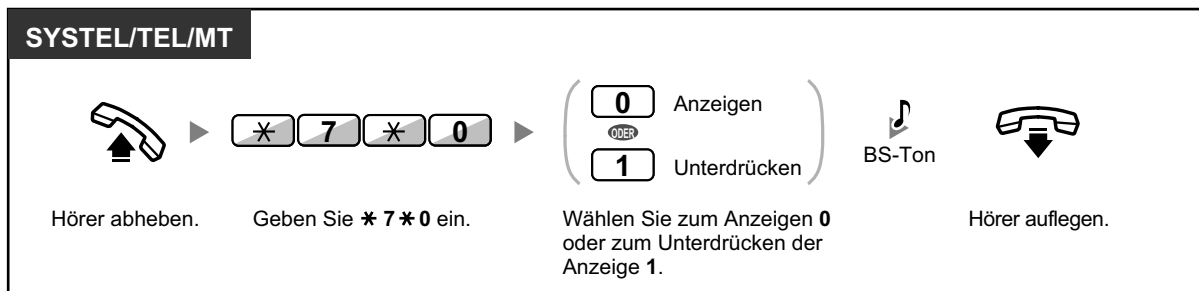 SYSTEL/TEL/MT
✳ 7 ✳ 0
0 Anzeigen
ODER
1 Unterdrücken
BS-Ton
Hörer abheben.
Geben Sie ✳ 7 ✳ 0 ein.
Wählen Sie zum Anzeigen 0
oder zum Unterdrücken der
Anzeige 1.
Hörer auflegen.